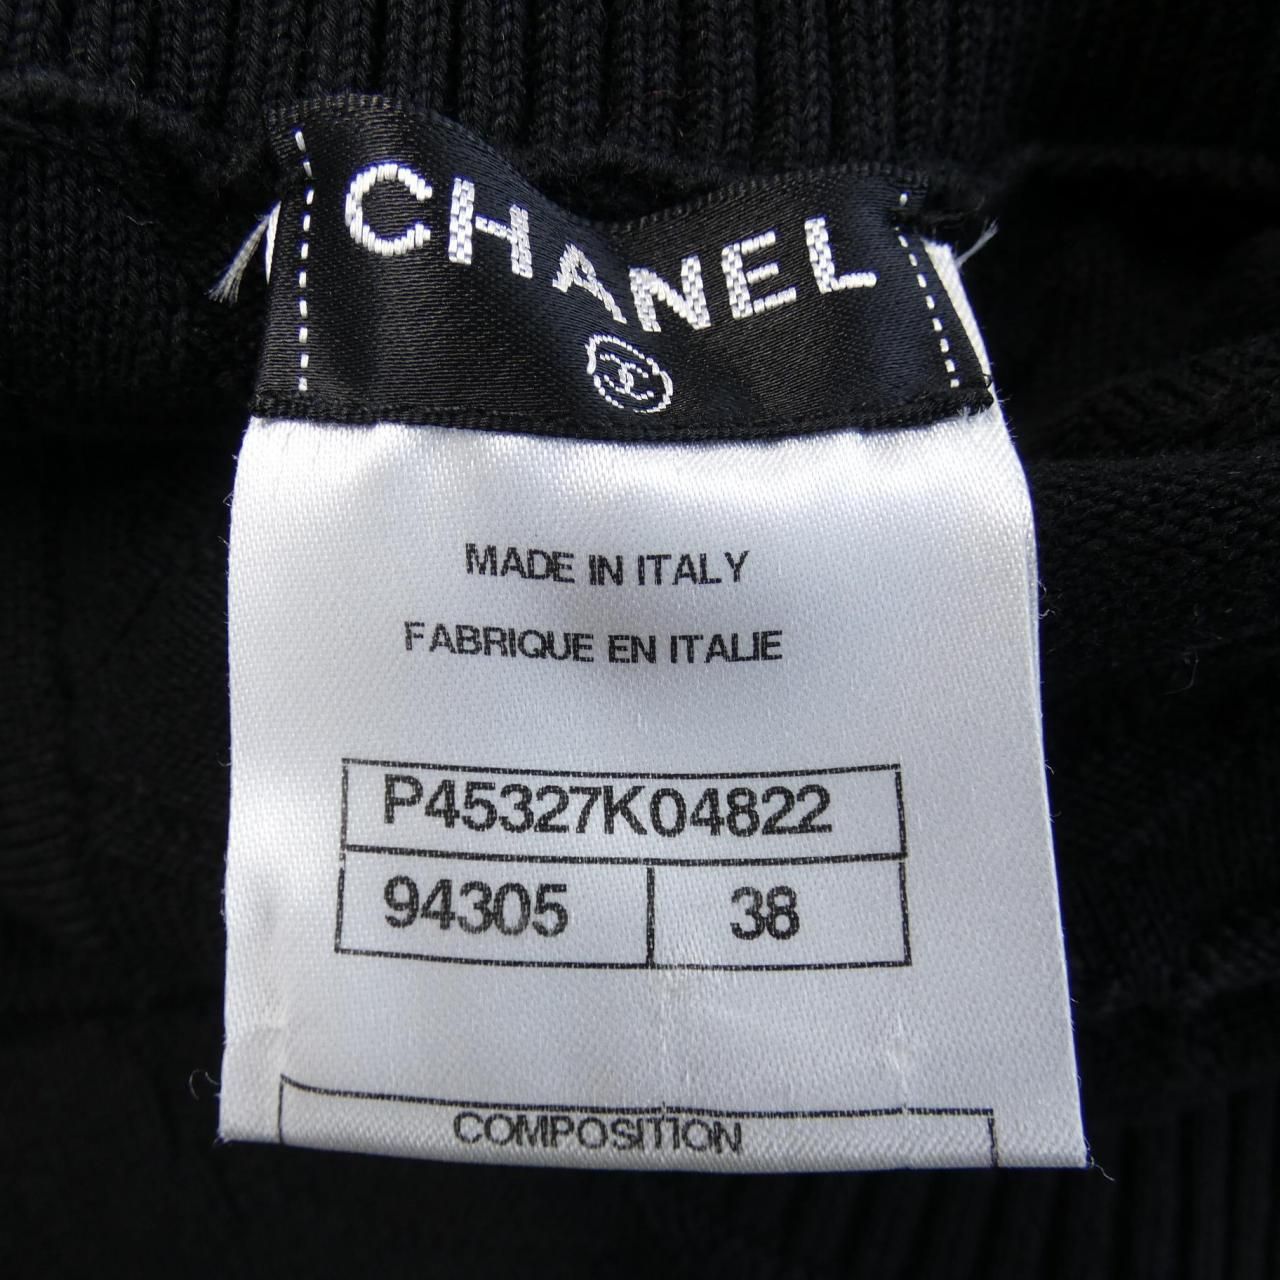 CHANEL
MADE IN ITALY
FABRIQUE EN ITALIE
P45327K04822
94305 38
COMPOSITION